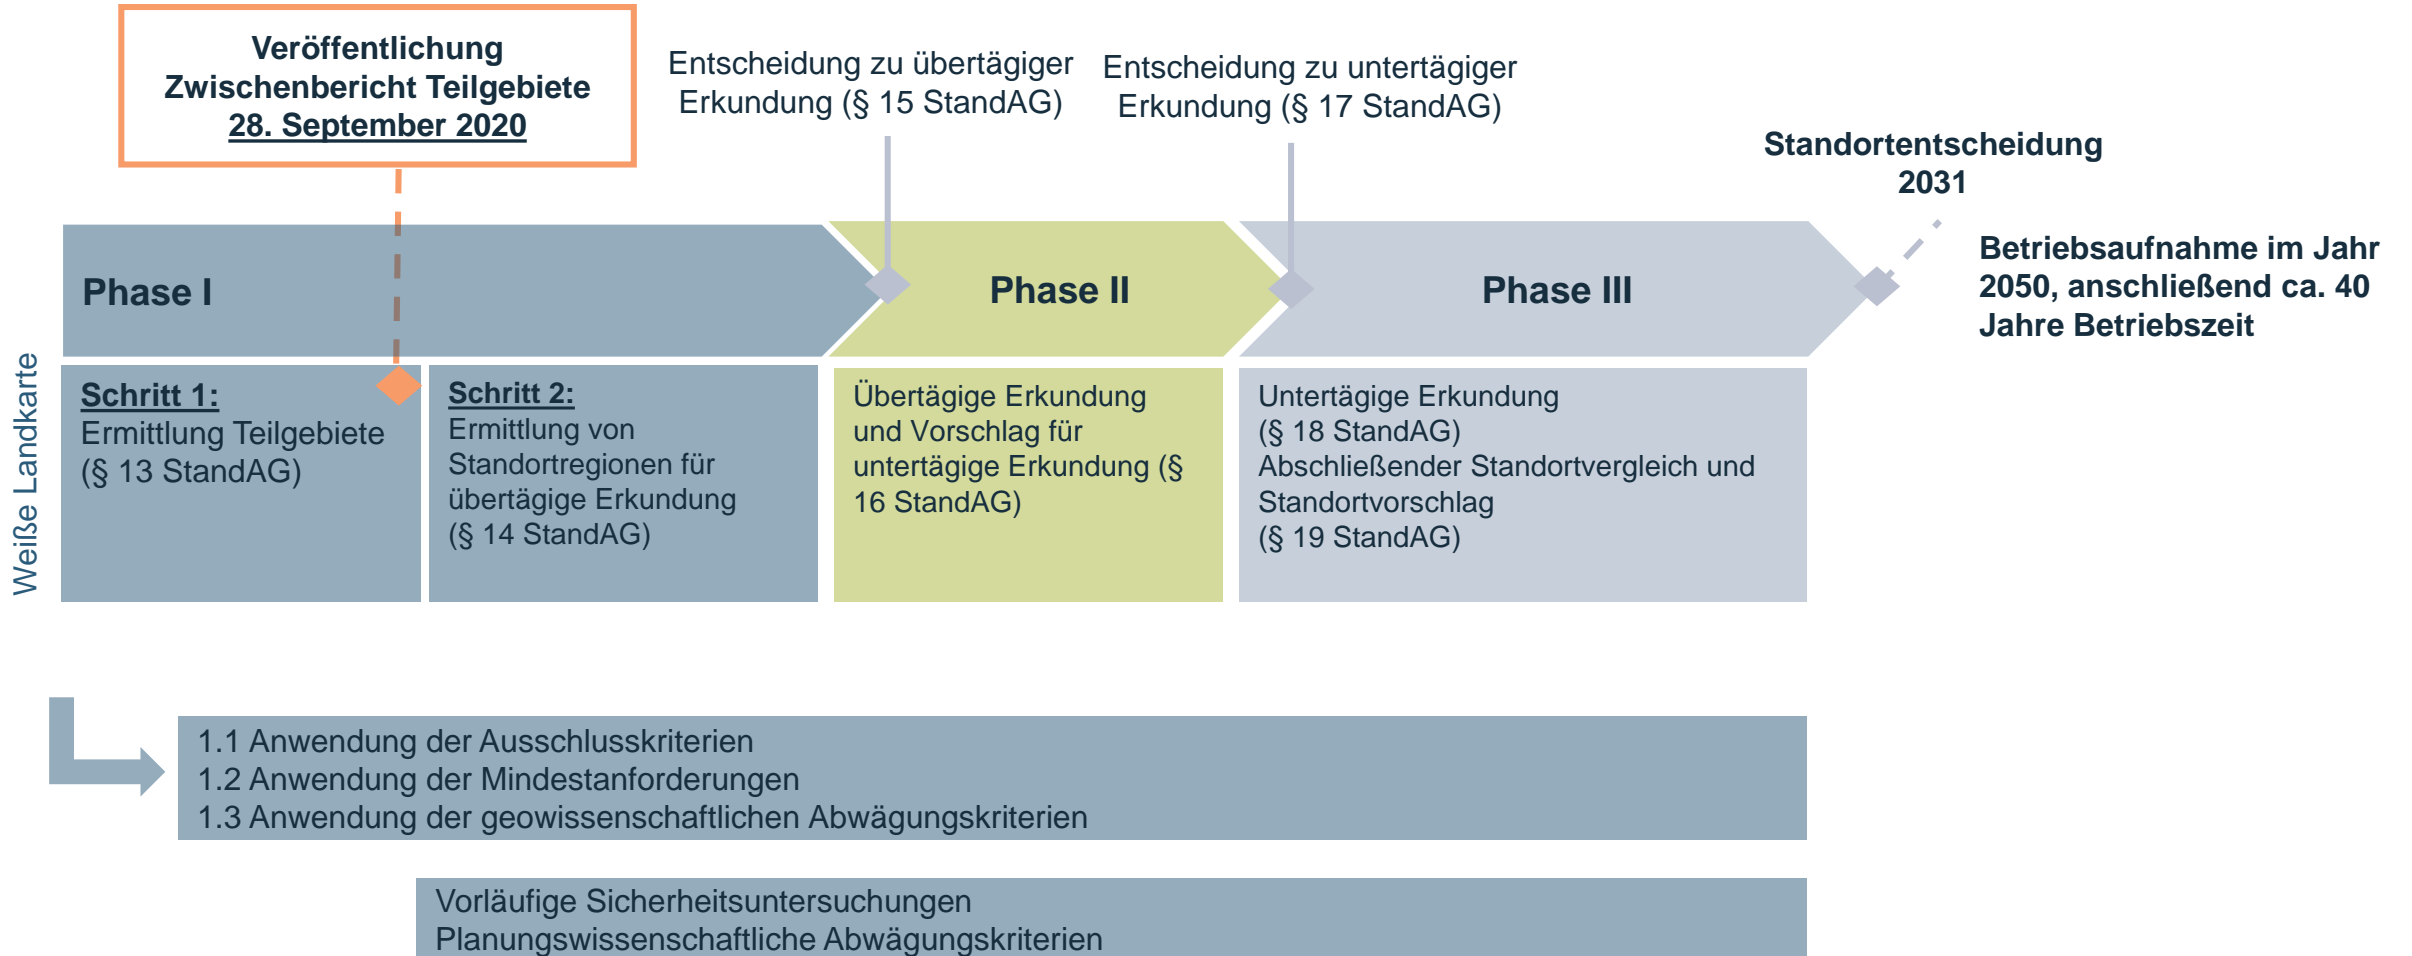 Veröffentlichung
Zwischenbericht Teilgebiete
28. September 2020
Entscheidung zu übertägiger
Erkundung (§ 15 StandAG)
Entscheidung zu untertägiger
Erkundung (§ 17 StandAG)
Standortentscheidung
2031
Betriebsaufnahme im Jahr
2050, anschließend ca. 40
Jahre Betriebszeit
Phase I
Phase II
Phase III
Weiße Landkarte
Schritt 1:
Ermittlung Teilgebiete
(§ 13 StandAG)
Schritt 2:
Ermittlung von
Standortregionen für
übertägige Erkundung
(§ 14 StandAG)
Übertägige Erkundung
und Vorschlag für
untertägige Erkundung (§
16 StandAG)
Untertägige Erkundung
(§ 18 StandAG)
Abschließender Standortvergleich und
Standortvorschlag
(§ 19 StandAG)
1.1 Anwendung der Ausschlusskriterien
1.2 Anwendung der Mindestanforderungen
1.3 Anwendung der geowissenschaftlichen Abwägungskriterien
Vorläufige Sicherheitsuntersuchungen
Planungswissenschaftliche Abwägungskriterien